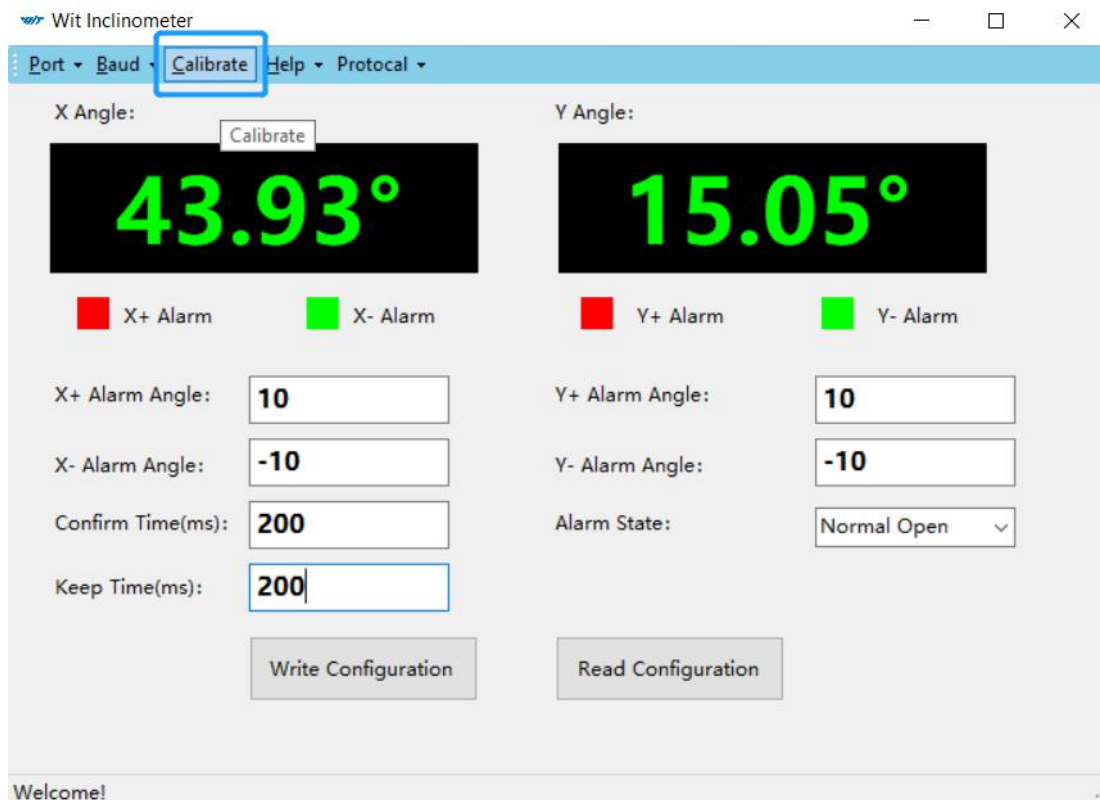 WIT Wit Inclinometer
Port Baud Calibrate Help Protocal
X Angle:
Y Angle:
Calibrate
43.93°
15.05°
X+ Alarm
X- Alarm
Y+ Alarm
Y- Alarm
X+ Alarm Angle:
10
Y+ Alarm Angle:
10
X- Alarm Angle:
-10
Y- Alarm Angle:
-10
Confirm Time(ms):
200
Alarm State:
Normal Open
Keep Time(ms):
200
Write Configuration
Read Configuration
Welcome!